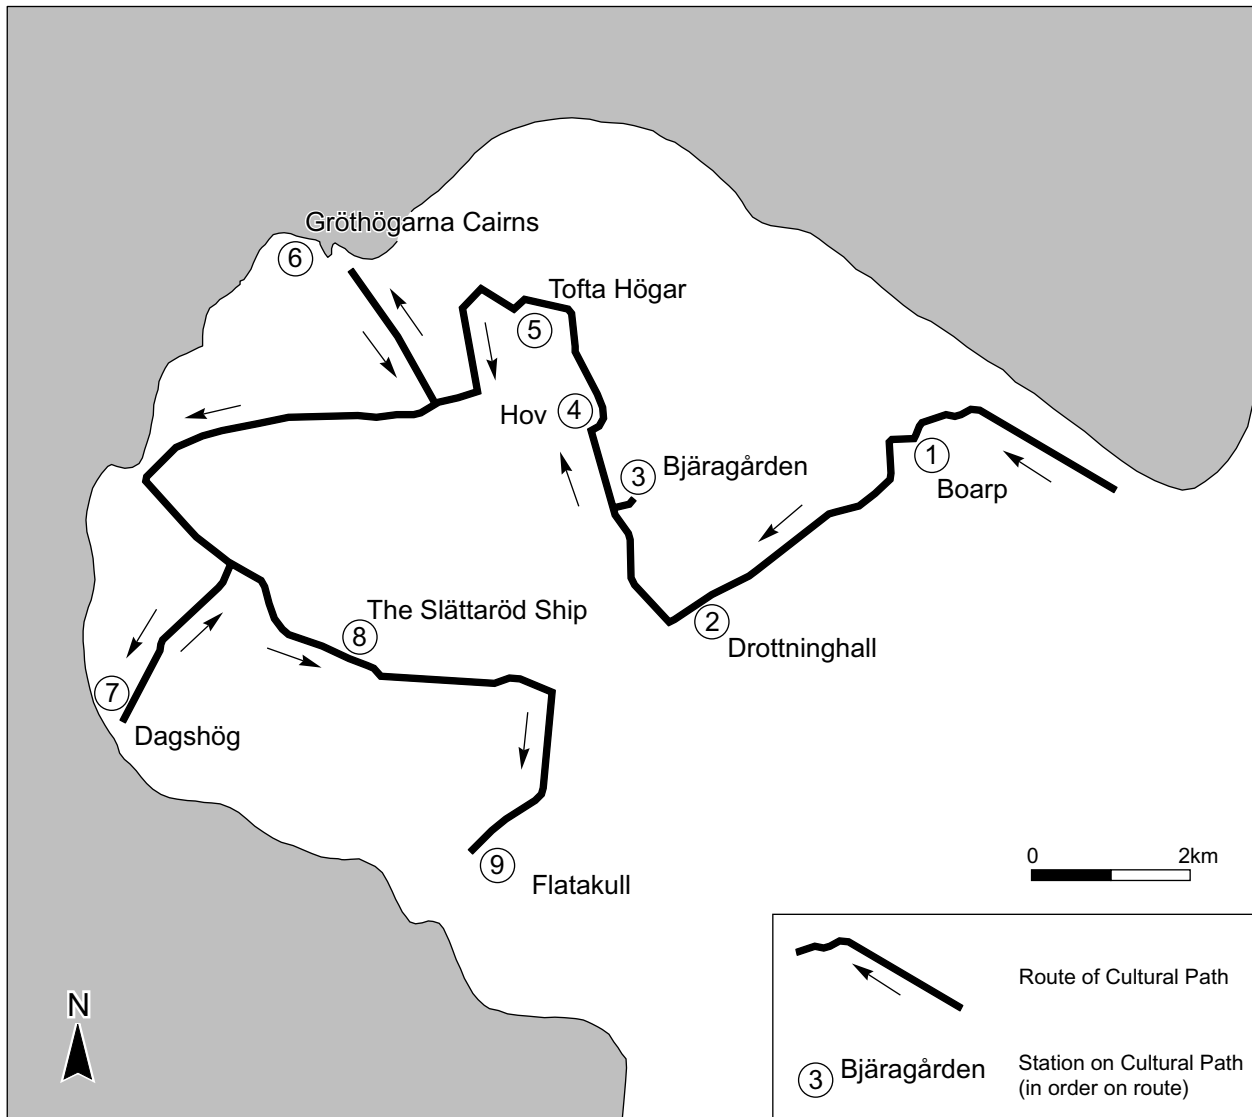 Gröthögarna Cairns
6
Tofta Högar
5
Hov 4
3 Bjäragården
1
Boarp
The Slättaröd Ship
8
2
Drottninghall
7
Dagshög
9
Flatakull
0 2km
N
Route of Cultural Path
3 Bjäragården
Station on Cultural Path
(in order on route)